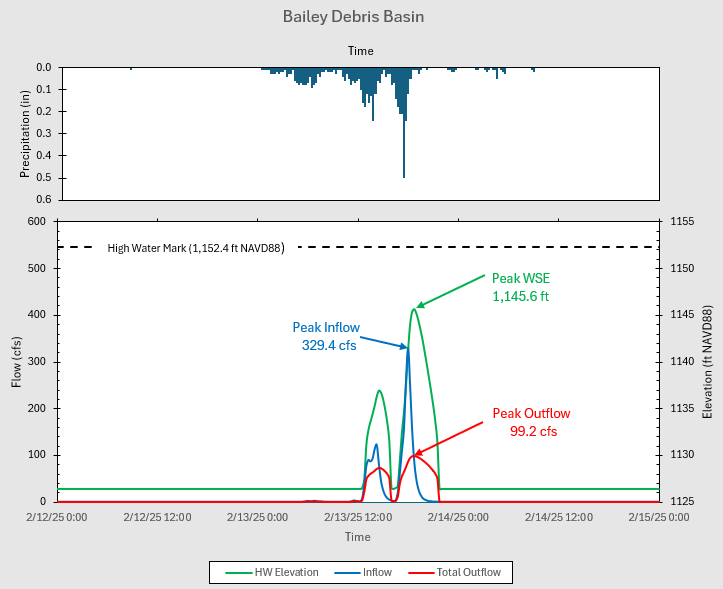 Bailey Debris Basin
Time
Precipitation (in)
0.0
0.1
0.2
0.3
0.4
0.5
0.6
Flow (cfs)
600
500
400
300
200
100
0
High Water Mark (1,152.4 ft NAVD88)
Peak WSE
1,145.6 ft
Peak Inflow
329.4 cfs
Peak Outflow
99.2 cfs
1155
1150
1145
1140
1135
1130
1125
Elevation (ft NAVD88)
2/12/25 0:00 2/12/25 12:00 2/13/25 0:00 2/13/25 12:00 2/14/25 0:00 2/14/25 12:00 2/15/25 0:00
Time
HW Elevation Inflow Total Outflow